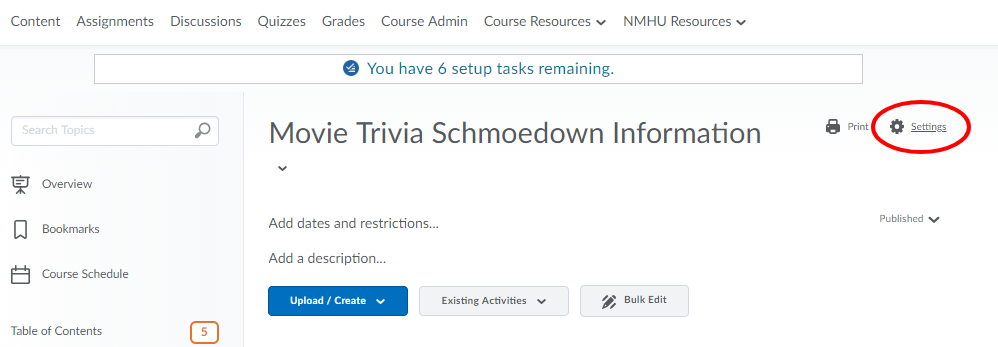 Content Assignments Discussions Quizzes Grades Course Admin Course Resources NMHU Resources
You have 6 setup tasks remaining.
Search Topics
Movie Trivia Schmoedown Information
Print Settings
Overview
Bookmarks
Course Schedule
Table of Contents 5
Add dates and restrictions...
Published
Add a description...
Upload / Create Existing Activities Bulk Edit